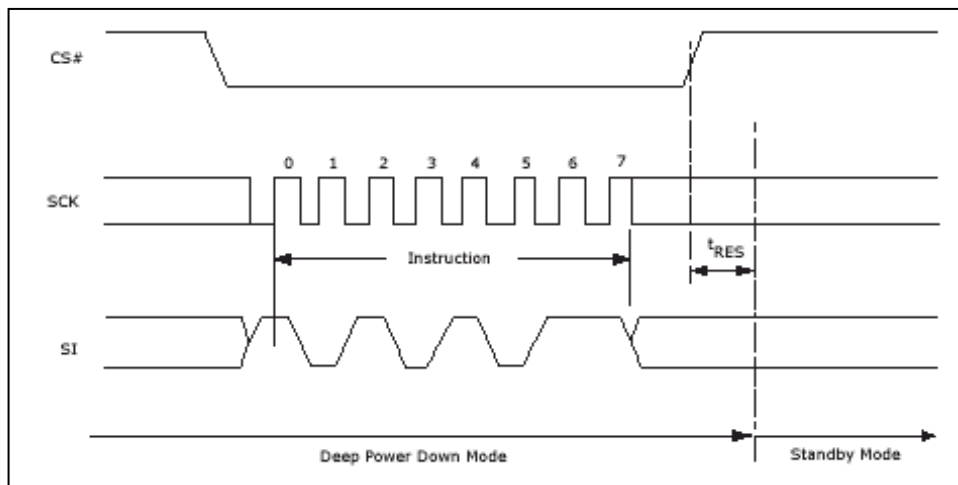 CS#
0 1 2 3 4 5 6 7
SCK
tRES
Instruction
SI
Deep Power Down Mode
Standby Mode